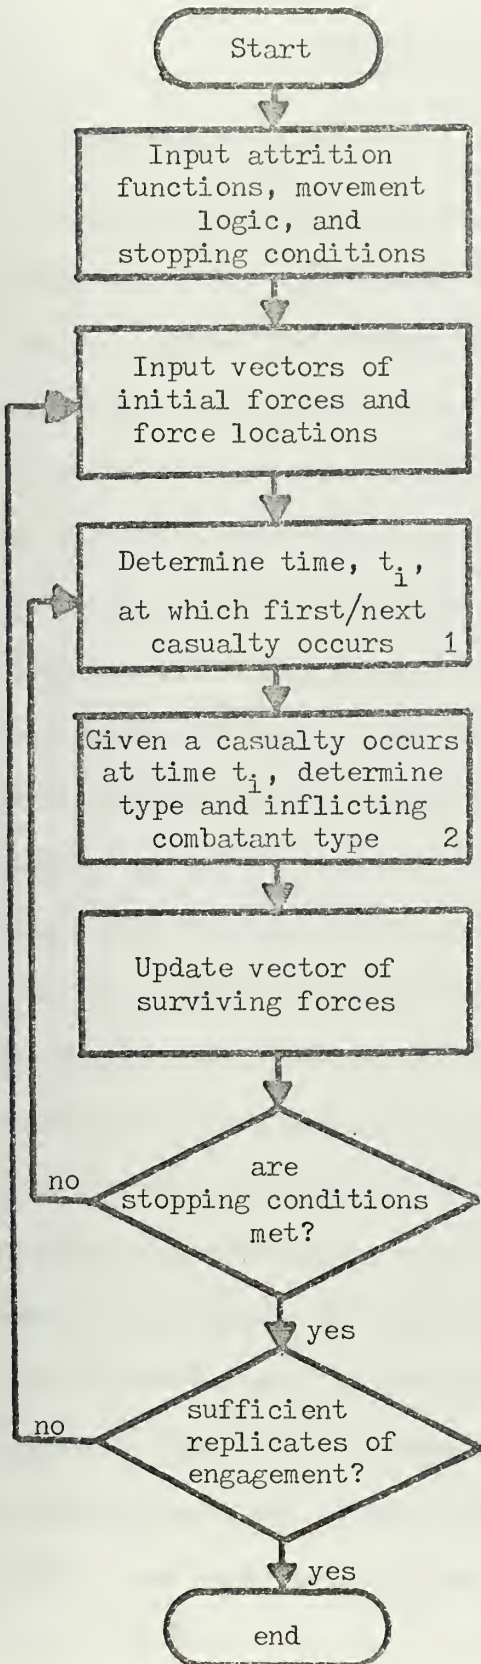 Start
Input attrition
functions, movement
logic, and
stopping conditions
Input vectors of
initial forces and
force locations
Determine time, t_i,
at which first/next
casualty occurs 1
Given a casualty occurs
at time t_i, determine
type and inflicting
combatant type 2
Update vector of
surviving forces
are
stopping conditions
met?
no
yes
sufficient
replicates of
engagement?
no
yes
end